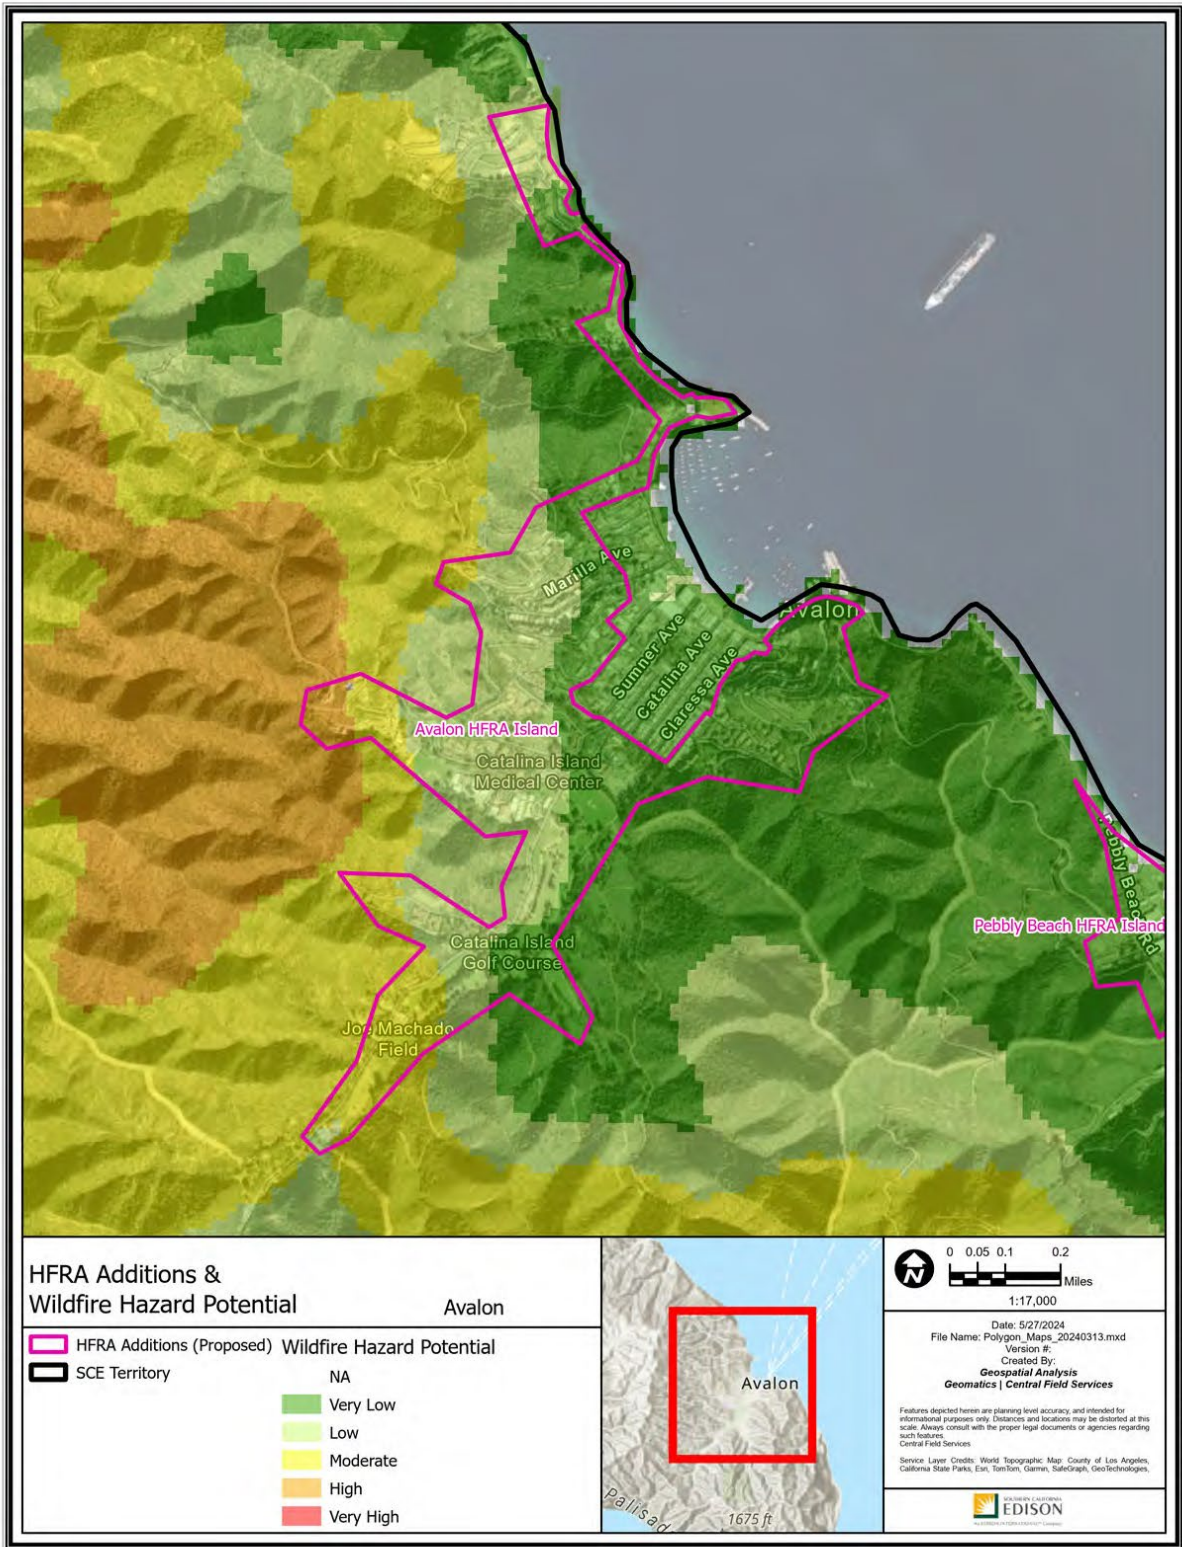 Marilla Ave
Avalon
Sumner Ave
Catalina Ave
Claressa Ave
Avalon HFRA Island
Catalina Island
Medical Center
Pebbly Beach Rd
Pebbly Beach HFRA Island
Catalina Island
Golf Course
Joe Machado
Field
HFRA Additions &
Wildfire Hazard Potential
Avalon
HFRA Additions (Proposed)
SCE Territory
Wildfire Hazard Potential
NA
Very Low
Low
Moderate
High
Very High
Avalon
Palisad
1675 ft
N
0 0.05 0.1 0.2
Miles
1:17,000
Date: 5/27/2024
File Name: Polygon_Maps_20240313.mxd
Version #:
Created By:
Geospatial Analysis
Geomatics | Central Field Services
Features depicted herein are planning level accuracy, and intended for
informational purposes only. Distances and locations may be distorted at this
scale. Always consult with the proper legal documents or agencies regarding
such features.
Central Field Services
Service Layer Credits: World Topographic Map: County of Los Angeles,
California State Parks, Esri, TomTom, Garmin, SafeGraph, GeoTechnologies,
SOUTHERN CALIFORNIA
EDISON